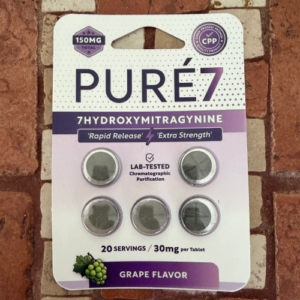 150MG
TOTAL
CPP
PURÉ7
7HYDROXYMITRAGYNINE
'Rapid Release' 'Extra Strength'
LAB-TESTED
Chromatographic
Purification
20 SERVINGS / 30mg per Tablet
GRAPE FLAVOR